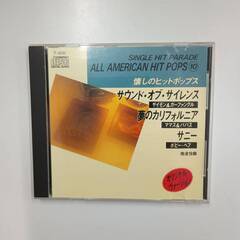 SINGLE HIT PARADE
ALL AMERICAN HIT POPS 10
懐しのヒットポップス
サウンド・オブ・サイレンス
サイモン&ガーファンクル
夢のカリフォルニア
ママス&パパス
サニー
ボビー・ヘブ